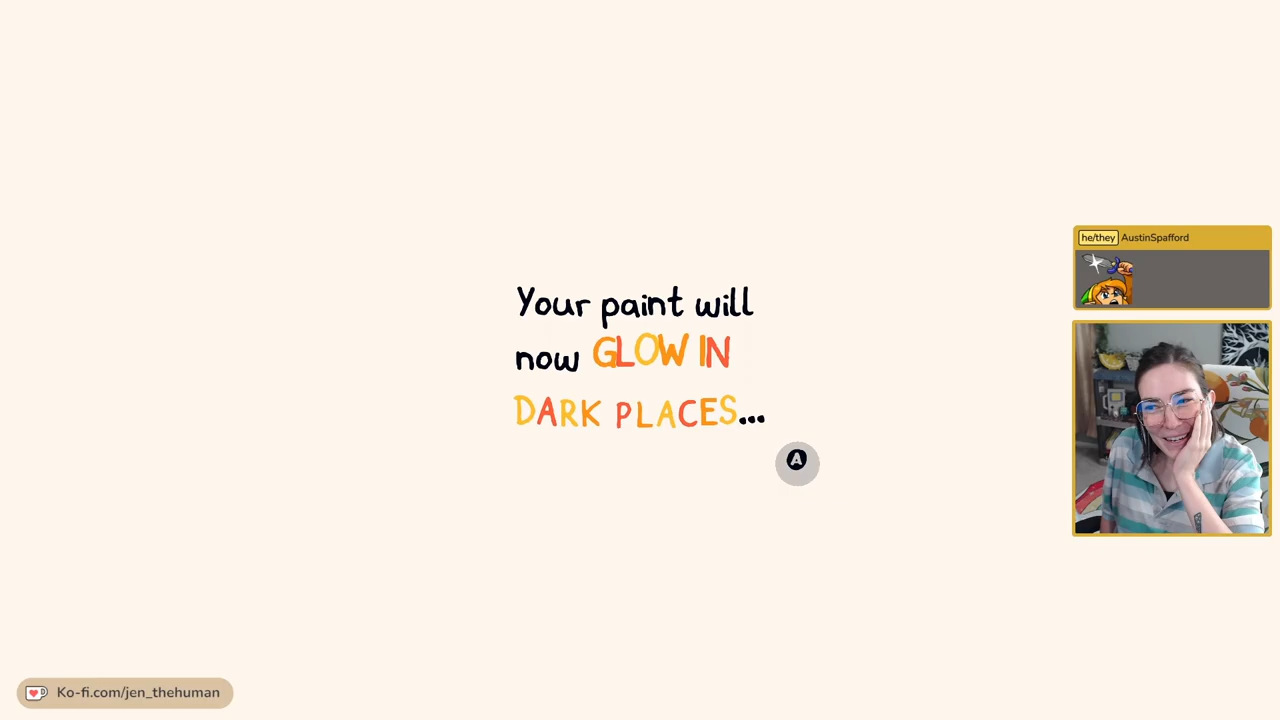 he/they AustinSpafford
Your paint will
now GLOW IN
DARK PLACES...
A
Ko-fi.com/jen_thehuman